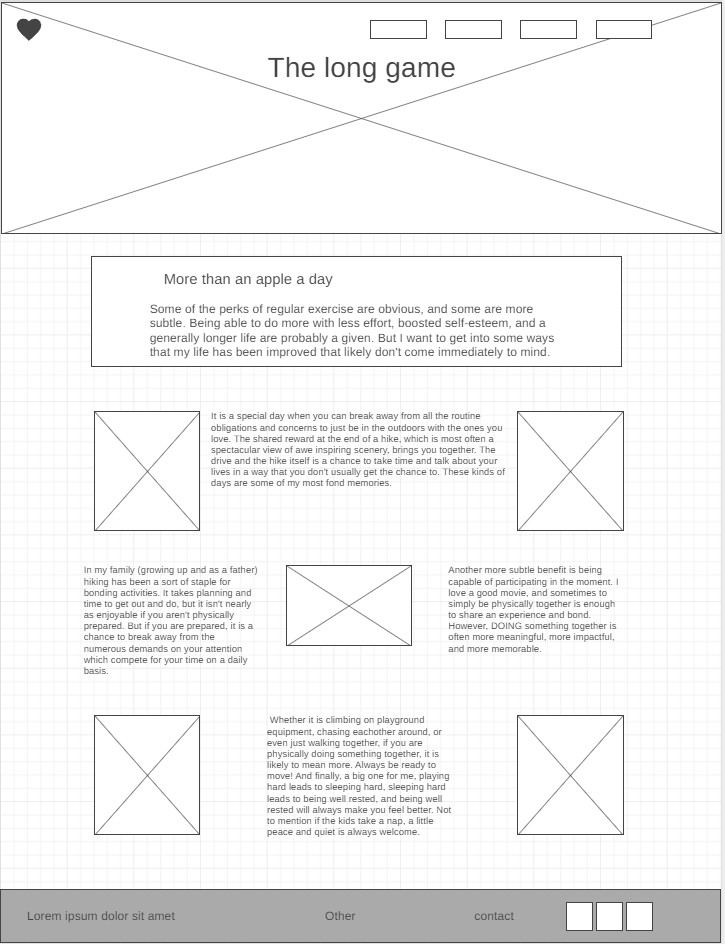 The long game
More than an apple a day
Some of the perks of regular exercise are obvious, and some are more
subtle. Being able to do more with less effort, boosted self-esteem, and a
generally longer life are probably a given. But I want to get into some ways
that my life has been improved that likely don't come immediately to mind.
It is a special day when you can break away from all the routine
obligations and concerns to just be in the outdoors with the ones you
love. The shared reward at the end of a hike, which is most often a
spectacular view of awe inspiring scenery, brings you together. The
drive and the hike itself is a chance to take time and talk about your
lives in a way that you don't usually get the chance to. These kinds of
days are some of my most fond memories.
In my family (growing up and as a father)
hiking has been a sort of staple for
bonding activities. It takes planning and
time to get out and do, but it isn't nearly
as enjoyable if you aren't physically
prepared. But if you are prepared, it is a
chance to break away from the
numerous demands on your attention
which compete for your time on a daily
basis.
Another more subtle benefit is being
capable of participating in the moment. I
love a good movie, and sometimes to
simply be physically together is enough
to share an experience and bond.
However, DOING something together is
often more meaningful, more impactful,
and more memorable.
Whether it is climbing on playground
equipment, chasing eachother around, or
even just walking together, if you are
physically doing something together, it is
likely to mean more. Always be ready to
move! And finally, a big one for me, playing
hard leads to sleeping hard, sleeping hard
leads to being well rested, and being well
rested will always make you feel better. Not
to mention if the kids take a nap, a little
peace and quiet is always welcome.
Lorem ipsum dolor sit amet
Other
contact